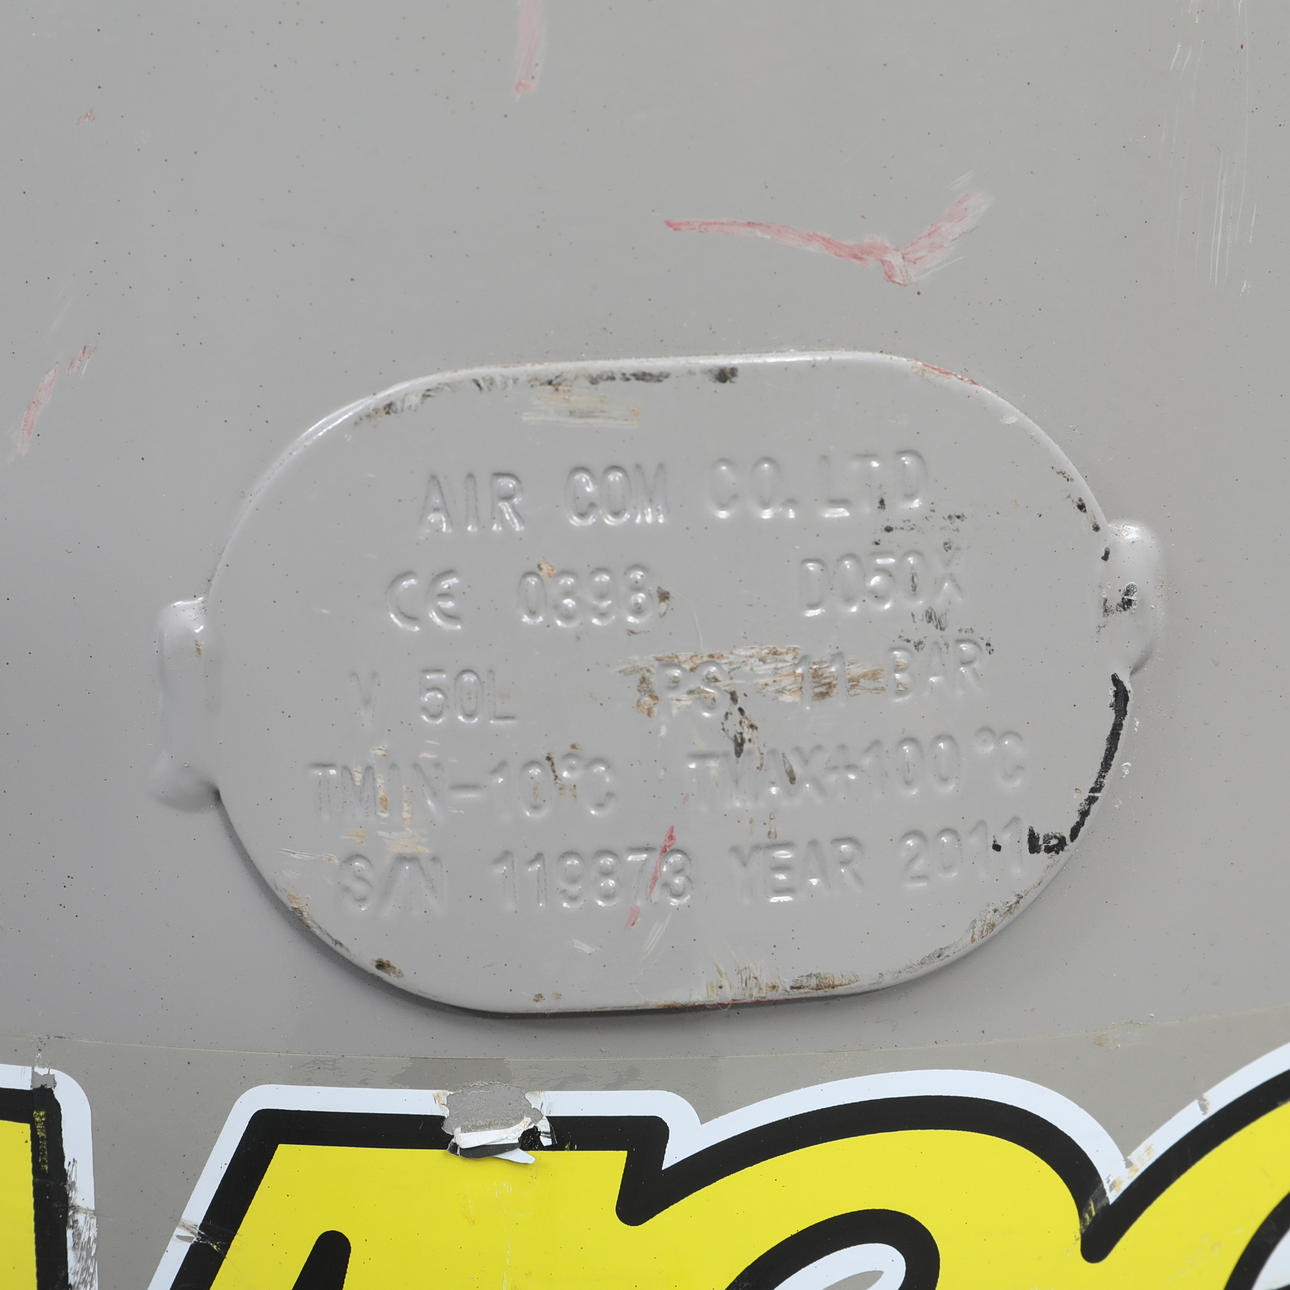 AIR COM CO.LTD
CE 0398 D050X
V 50L PS 11 BAR
TMIN-10°C TMAX+100°C
S/N 119873 YEAR 2011